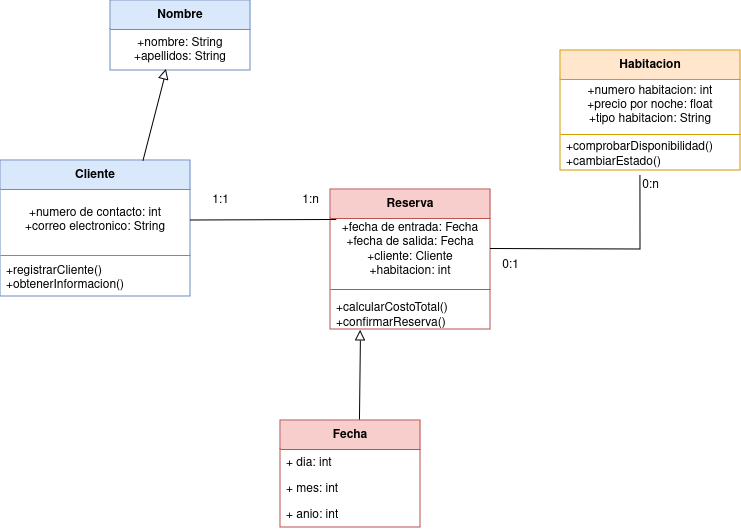 Nombre
+nombre: String
+apellidos: String
Habitacion
+numero habitacion: int
+precio por noche: float
+tipo habitacion: String
+comprobarDisponibilidad()
+cambiarEstado()
Cliente
+numero de contacto: int
+correo electronico: String
+registrarCliente()
+obtenerInformacion()
1:1
1:n
Reserva
+fecha de entrada: Fecha
+fecha de salida: Fecha
+cliente: Cliente
+habitacion: int
+calcularCostoTotal()
+confirmarReserva()
0:n
0:1
Fecha
+ dia: int
+ mes: int
+ anio: int